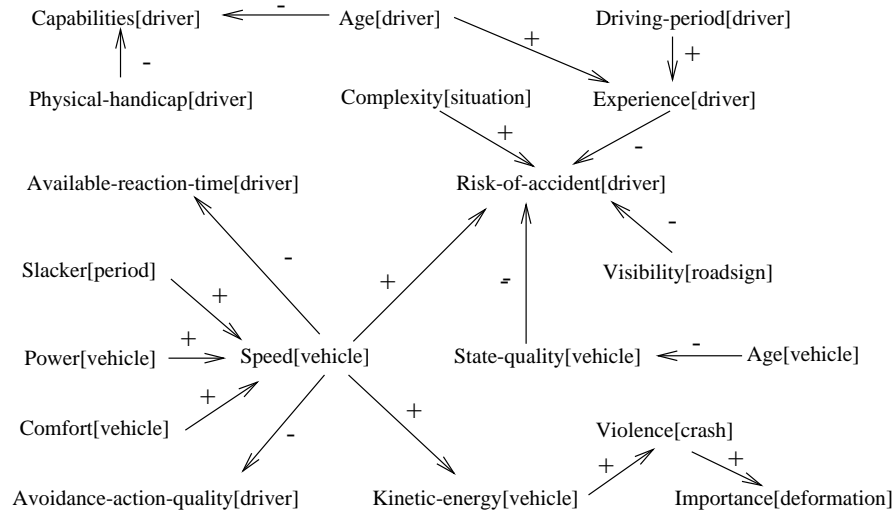 Capabilities[driver] - Age[driver] Driving-period[driver]
+ +
-
Physical-handicap[driver] Complexity[situation] Experience[driver]
+ -
Available-reaction-time[driver] Risk-of-accident[driver]
-
Slacker[period] - + - Visibility[roadsign]
+
Power[vehicle] + Speed[vehicle] State-quality[vehicle] - Age[vehicle]
+ +
Comfort[vehicle] - Violence[crash]
+ +
Avoidance-action-quality[driver] Kinetic-energy[vehicle] Importance[deformation]